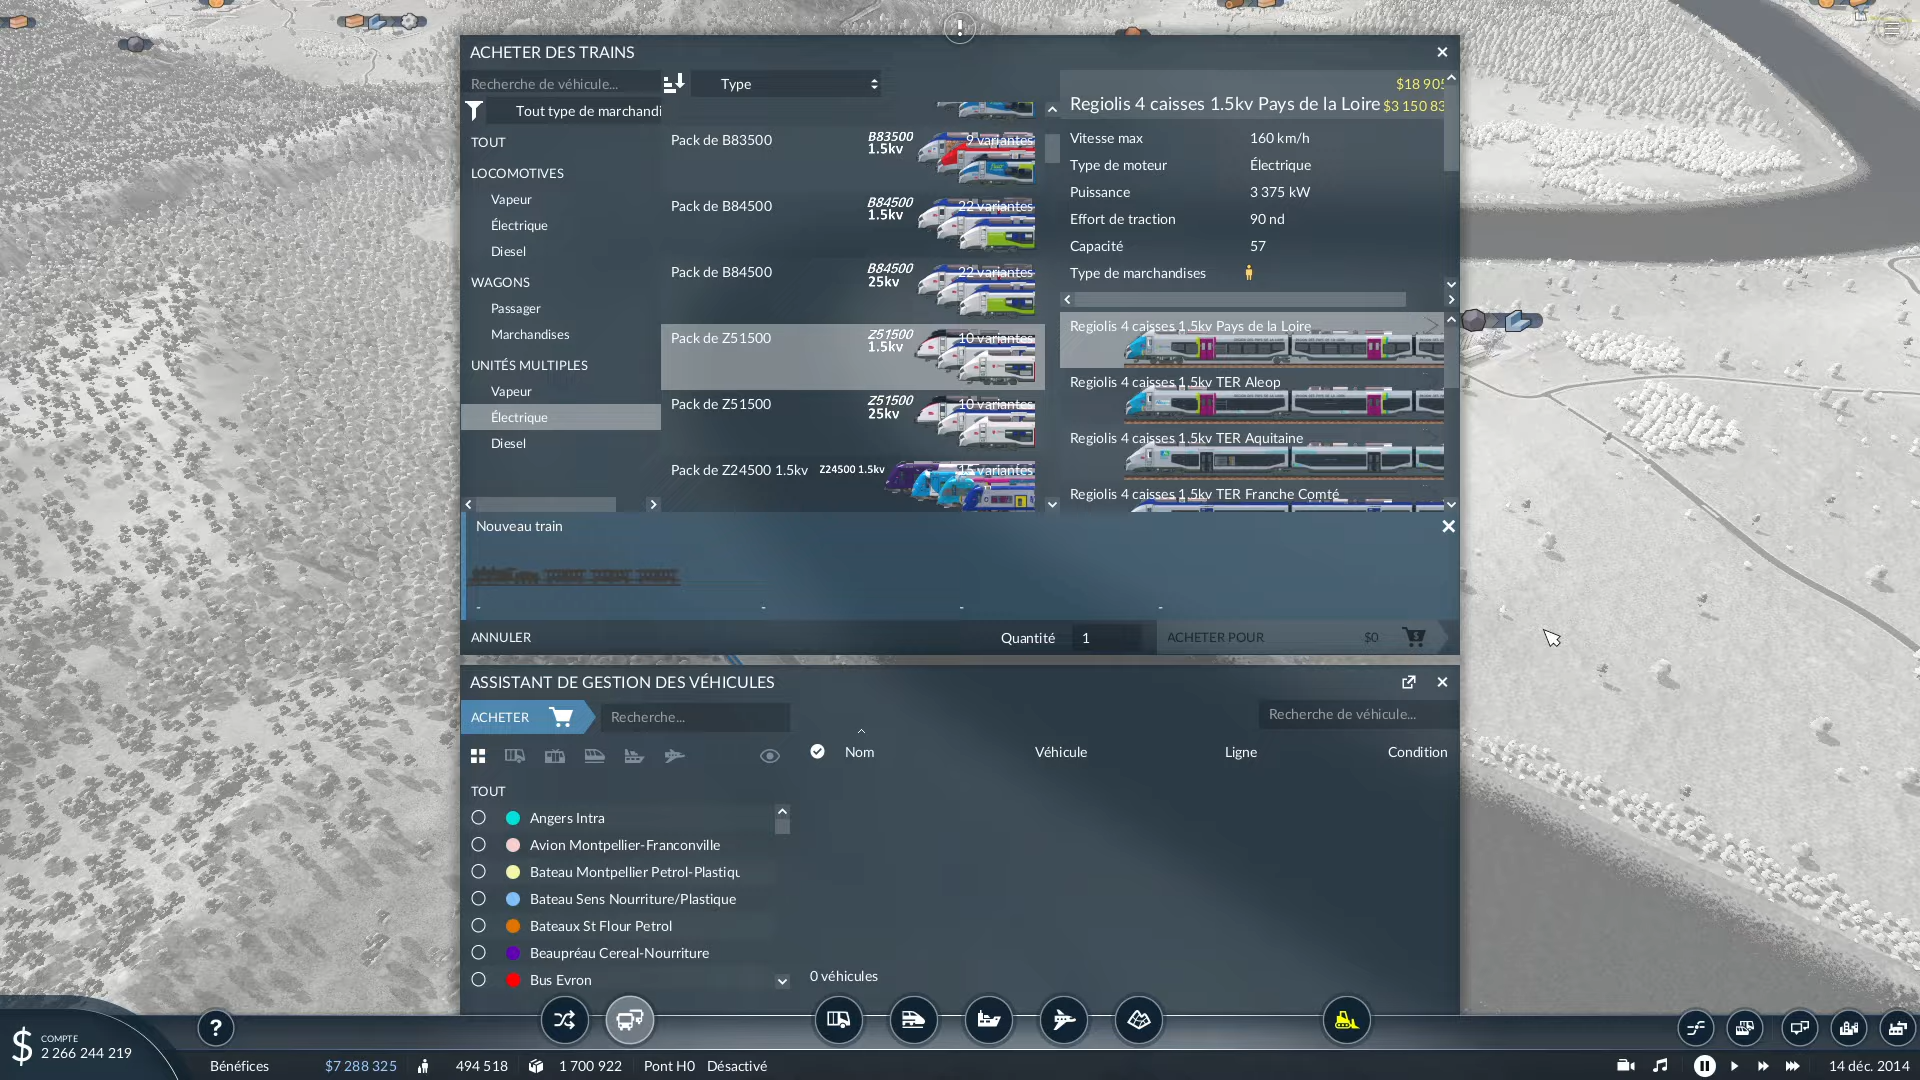 ACHETER DES TRAINS
Recherche de véhicule...
Type
Tout type de marchandi
TOUT
LOCOMOTIVES
Vapeur
Électrique
Diesel
WAGONS
Passager
Marchandises
UNITÉS MULTIPLES
Vapeur
Électrique
Diesel
Pack de B83500 B83500 1.5kv 9 variantes
Pack de B84500 B84500 1.5kv 22 variantes
Pack de B84500 B84500 25kv 22 variantes
Pack de Z51500 Z51500 1.5kv 10 variantes
Pack de Z51500 Z51500 25kv 10 variantes
Pack de Z24500 1.5kv Z24500 1.5kv 15 variantes
$18 905
Regiolis 4 caisses 1.5kv Pays de la Loire $3 150 83
Vitesse max 160 km/h
Type de moteur Électrique
Puissance 3 375 kW
Effort de traction 90 nd
Capacité 57
Type de marchandises
Regiolis 4 caisses 1.5kv Pays de la Loire
Regiolis 4 caisses 1.5kv TER Aleop
Regiolis 4 caisses 1.5kv TER Aquitaine
Regiolis 4 caisses 1.5kv TER Franche Comté
Nouveau train
- - - -
ANNULER Quantité 1 ACHETER POUR $0
ASSISTANT DE GESTION DES VÉHICULES
ACHETER Recherche... Recherche de véhicule...
Nom Véhicule Ligne Condition
TOUT
Angers Intra
Avion Montpellier-Franconville
Bateau Montpellier Petrol-Plastiqu
Bateau Sens Nourriture/Plastique
Bateaux St Flour Petrol
Beaupréau Cereal-Nourriture
Bus Evron
0 véhicules
$ COMPTE
2 266 244 219
?
Bénéfices $7 288 325 494 518 1 700 922 Pont H0 Désactivé 14 déc. 2014